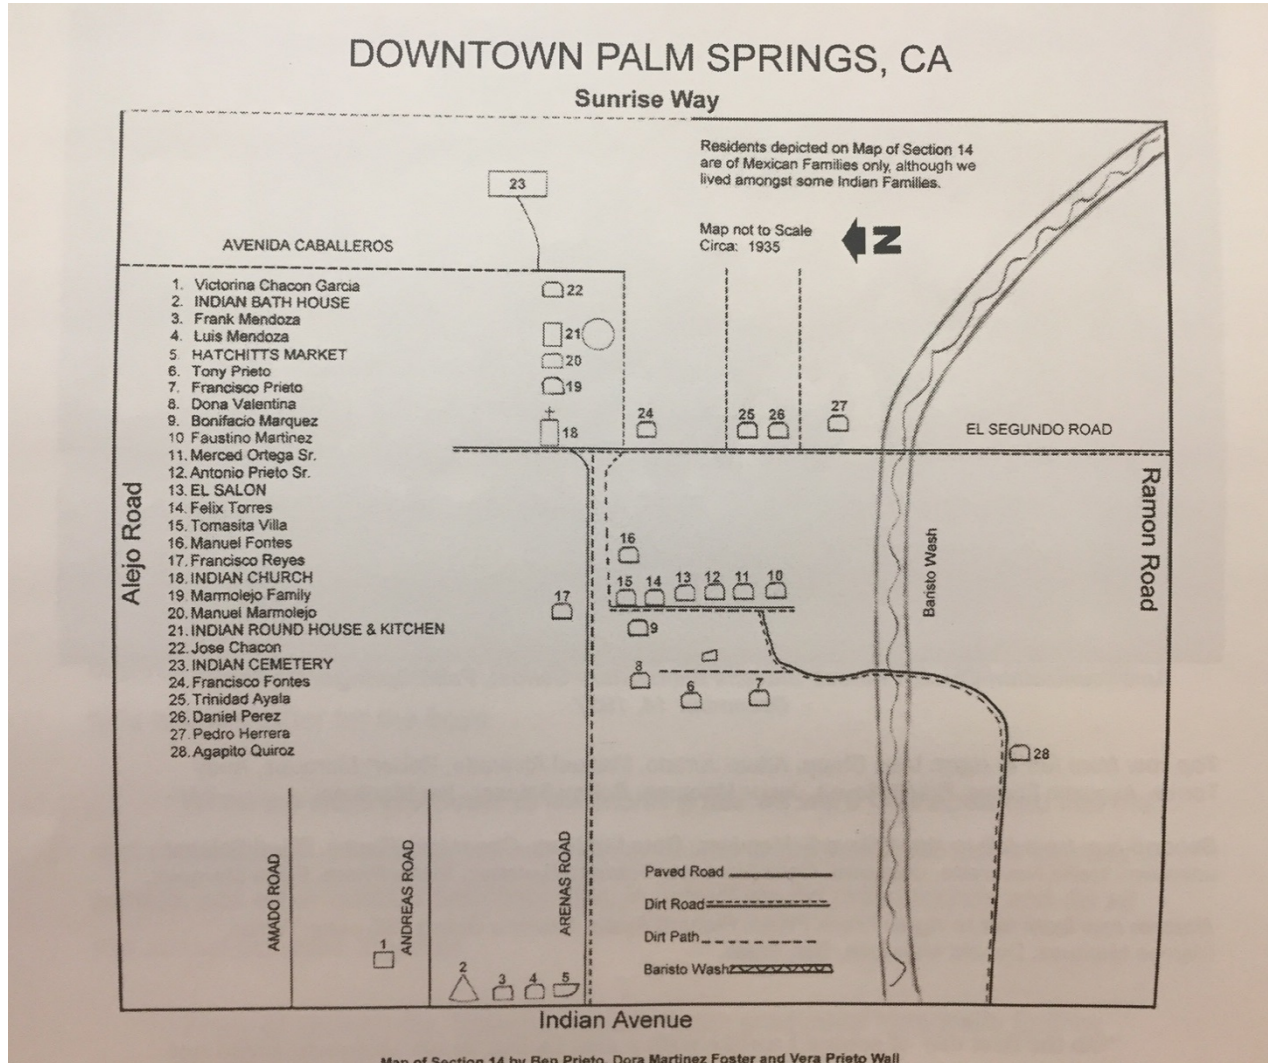 DOWNTOWN PALM SPRINGS, CA
Sunrise Way
Residents depicted on Map of Section 14
are of Mexican Families only, although we
lived amongst some Indian Families.
23
Map not to Scale
Circa: 1935
N
AVENIDA CABALLEROS
1. Victorina Chacon Garcia
2. INDIAN BATH HOUSE
3. Frank Mendoza
4. Luis Mendoza
5. HATCHITTS MARKET
6. Tony Prieto
7. Francisco Prieto
8. Dona Valentina
9. Bonifacio Marquez
10 Faustino Martinez
11. Merced Ortega Sr.
12. Antonio Prieto Sr.
13. EL SALON
14. Felix Torres
15. Tomasita Villa
16. Manuel Fontes
17. Francisco Reyes
18. INDIAN CHURCH
19. Marmolejo Family
20. Manuel Marmolejo
21. INDIAN ROUND HOUSE & KITCHEN
22. Jose Chacon
23. INDIAN CEMETERY
24. Francisco Fontes
25. Trinidad Ayala
26. Daniel Perez
27. Pedro Herrera
28. Agapito Quiroz
22
21
20
19
18
24
25 26
27
EL SEGUNDO ROAD
Alejo Road
Ramon Road
Baristo Wash
16
15 14 13 12 11 10
17
9
8
6
7
28
AMADO ROAD
ANDREAS ROAD
ARENAS ROAD
1
2
3
4
5
Paved Road
Dirt Road
Dirt Path
Baristo Wash
Indian Avenue
Map of Section 14 by Ben Prieto, Dora Martinez Foster and Vera Prieto Wall